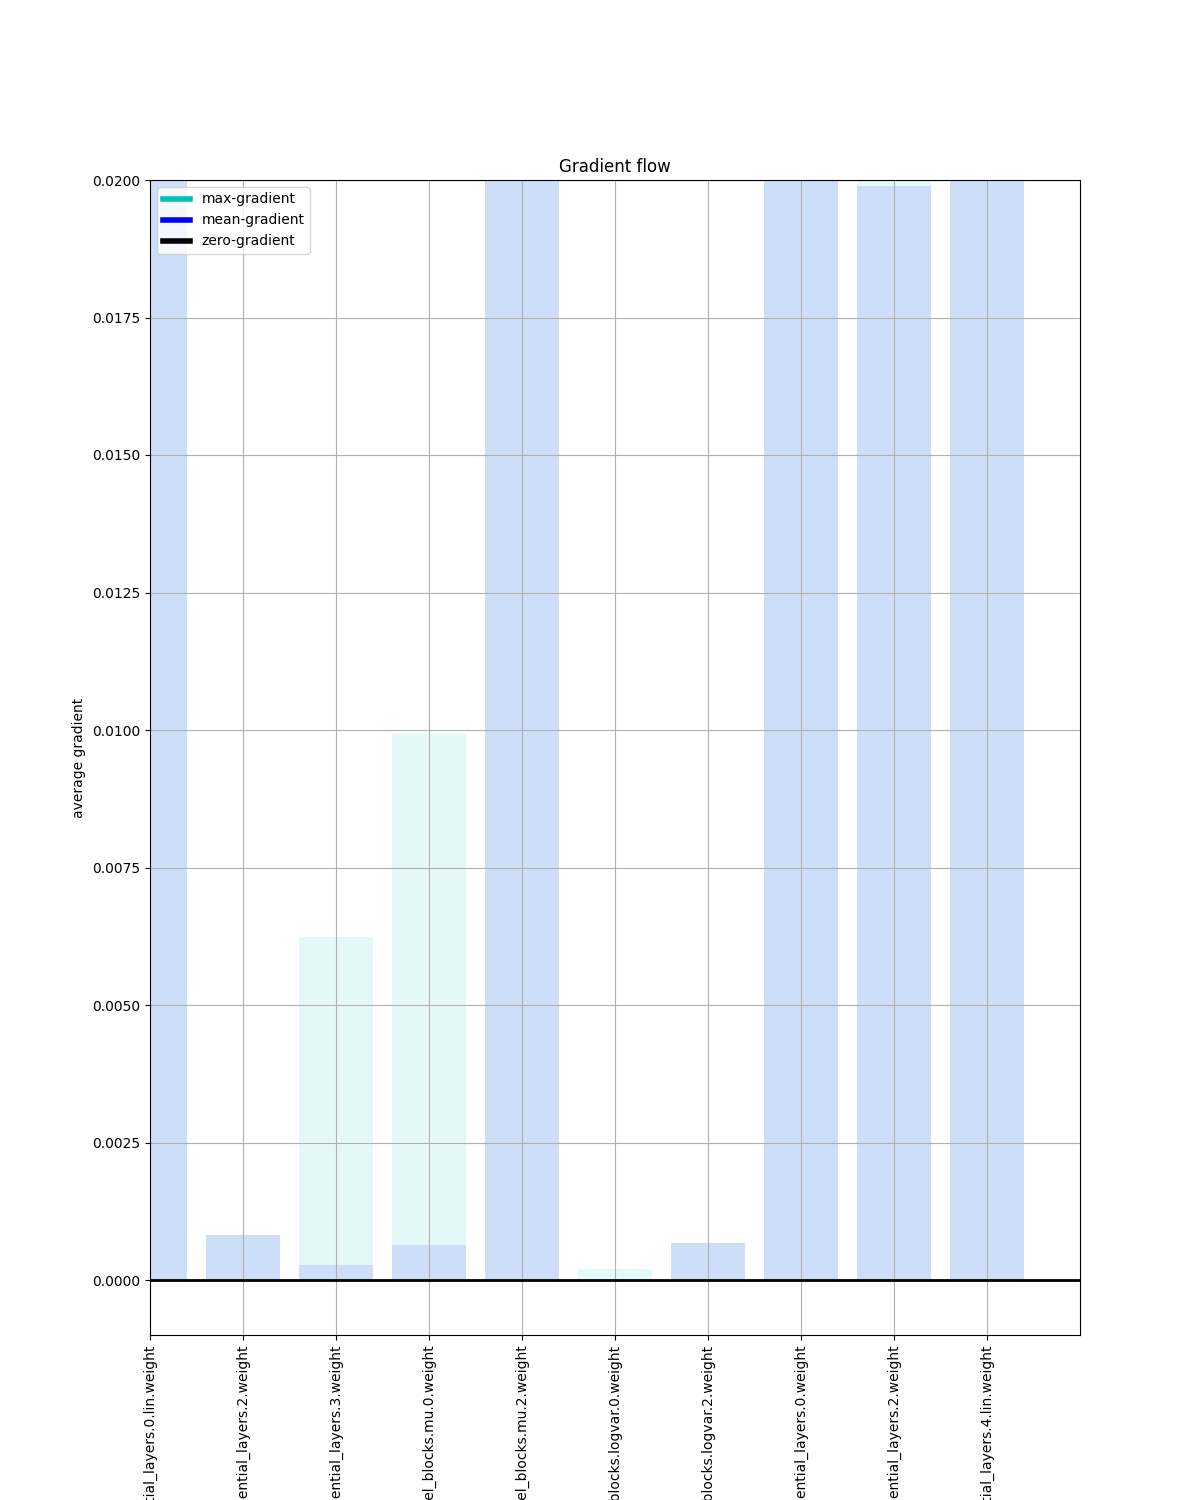 Gradient flow
max-gradient
mean-gradient
zero-gradient
average gradient
0.0200
0.0175
0.0150
0.0125
0.0100
0.0075
0.0050
0.0025
0.0000
tial_layers.0.lin.weight
ential_layers.2.weight
ential_layers.3.weight
el_blocks.mu.0.weight
el_blocks.mu.2.weight
blocks.logvar.0.weight
blocks.logvar.2.weight
ential_layers.0.weight
ential_layers.2.weight
tial_layers.4.lin.weight